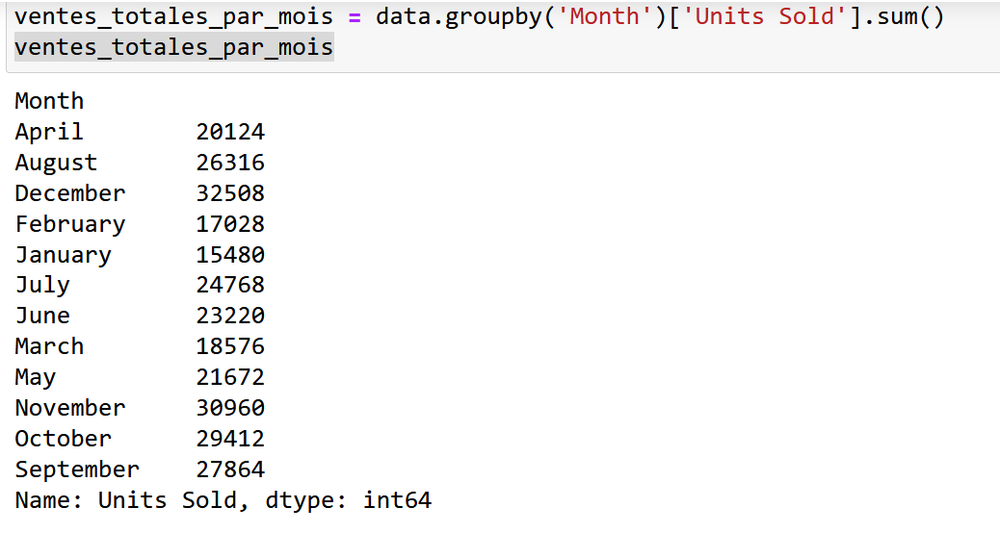 ventes_totales_par_mois = data.groupby('Month')['Units Sold'].sum()
ventes_totales_par_mois
Month
April        20124
August       26316
December     32508
February     17028
January      15480
July         24768
June         23220
March        18576
May          21672
November     30960
October      29412
September    27864
Name: Units Sold, dtype: int64